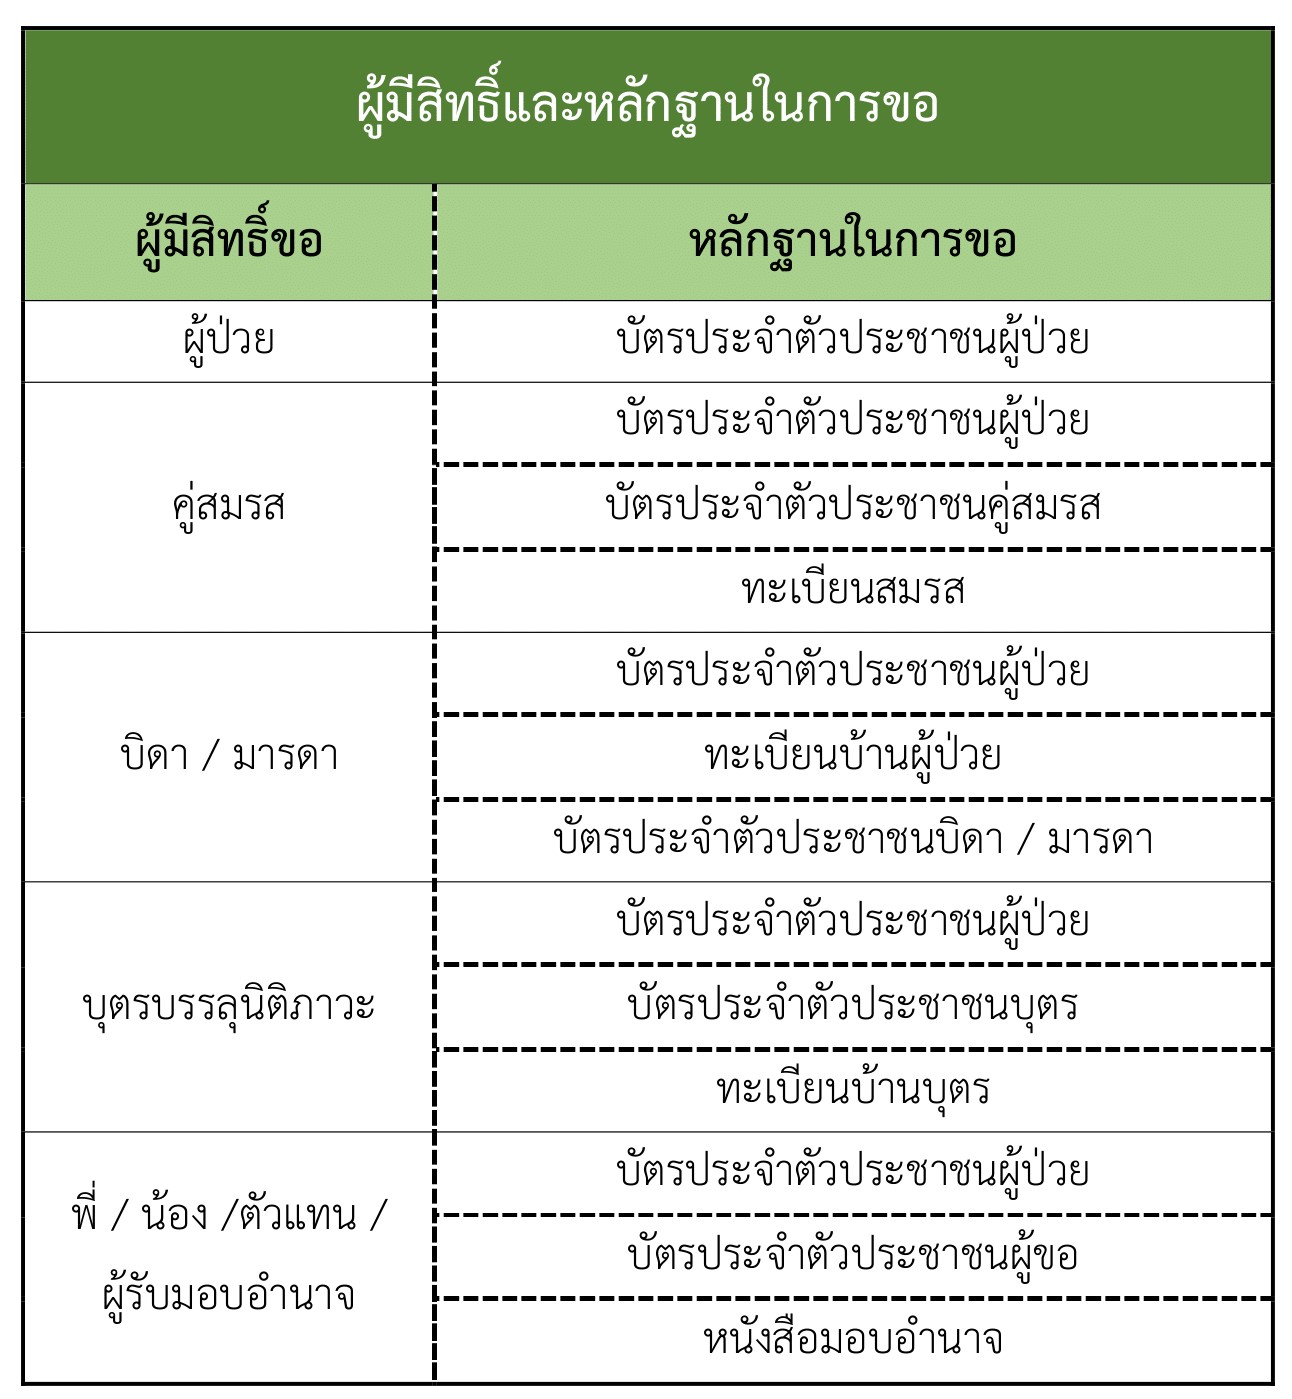 ผู้มีสิทธิ์และหลักฐานในการขอ
ผู้มีสิทธิ์ขอ
หลักฐานในการขอ
ผู้ป่วย
บัตรประจำตัวประชาชนผู้ป่วย
คู่สมรส
บัตรประจำตัวประชาชนผู้ป่วย
บัตรประจำตัวประชาชนคู่สมรส
ทะเบียนสมรส
บิดา / มารดา
บัตรประจำตัวประชาชนผู้ป่วย
ทะเบียนบ้านผู้ป่วย
บัตรประจำตัวประชาชนบิดา / มารดา
บุตรบรรลุนิติภาวะ
บัตรประจำตัวประชาชนผู้ป่วย
บัตรประจำตัวประชาชนบุตร
ทะเบียนบ้านบุตร
พี่ / น้อง /ตัวแทน /
ผู้รับมอบอำนาจ
บัตรประจำตัวประชาชนผู้ป่วย
บัตรประจำตัวประชาชนผู้ขอ
หนังสือมอบอำนาจ